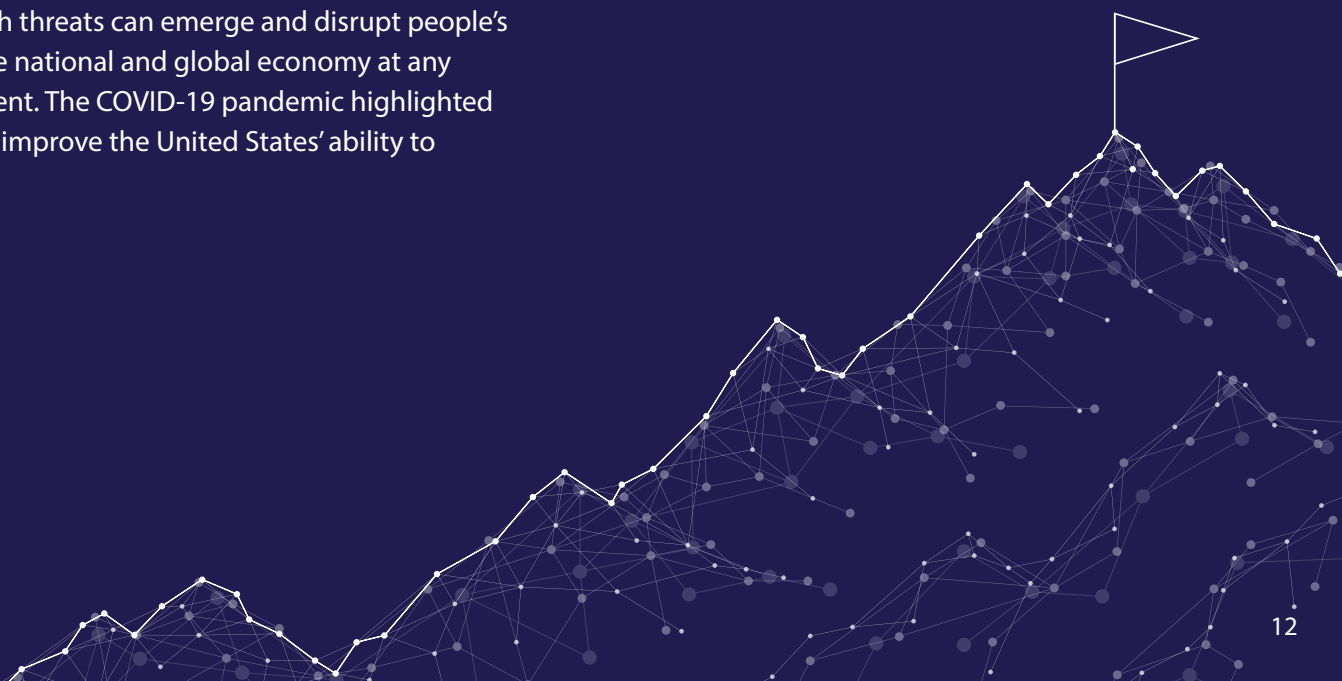 h threats can emerge and disrupt people’s
e national and global economy at any
ent. The COVID-19 pandemic highlighted
improve the United States’ ability to
12